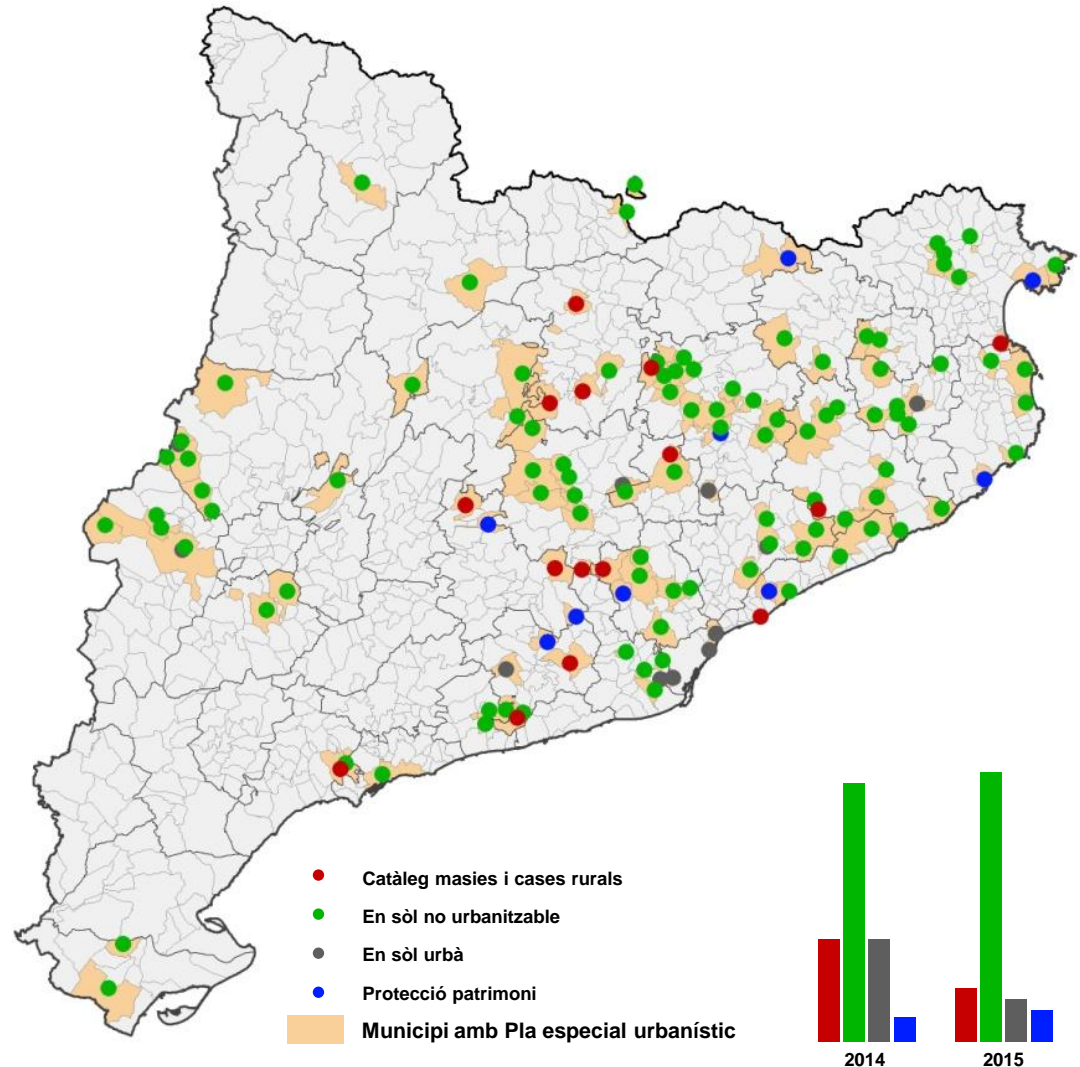 Catàleg masies i cases rurals
En sòl no urbanitzable
En sòl urbà
Protecció patrimoni
Municipi amb Pla especial urbanístic
2014
2015